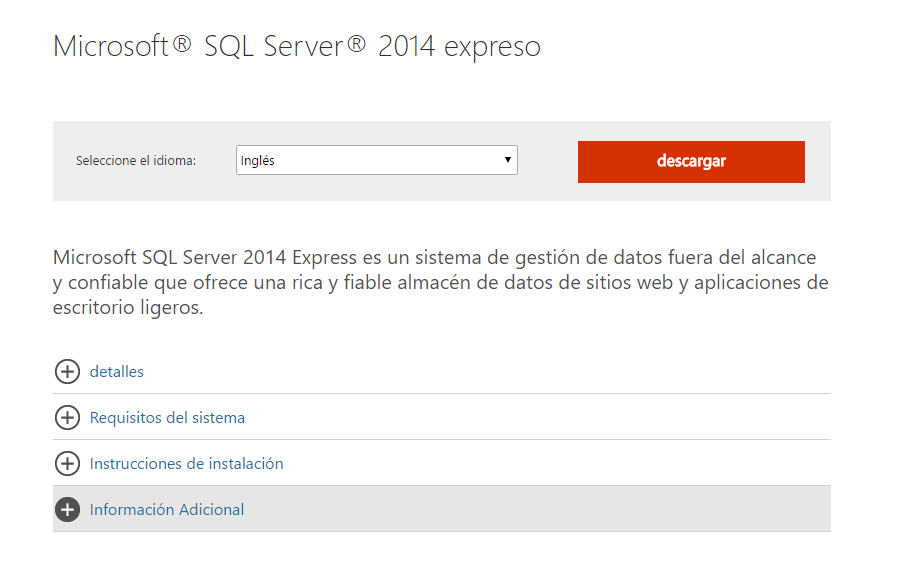 Microsoft® SQL Server® 2014 expreso
Seleccione el idioma:
Inglés
descargar
Microsoft SQL Server 2014 Express es un sistema de gestión de datos fuera del alcance
y confiable que ofrece una rica y fiable almacén de datos de sitios web y aplicaciones de
escritorio ligeros.
detalles
Requisitos del sistema
Instrucciones de instalación
Información Adicional